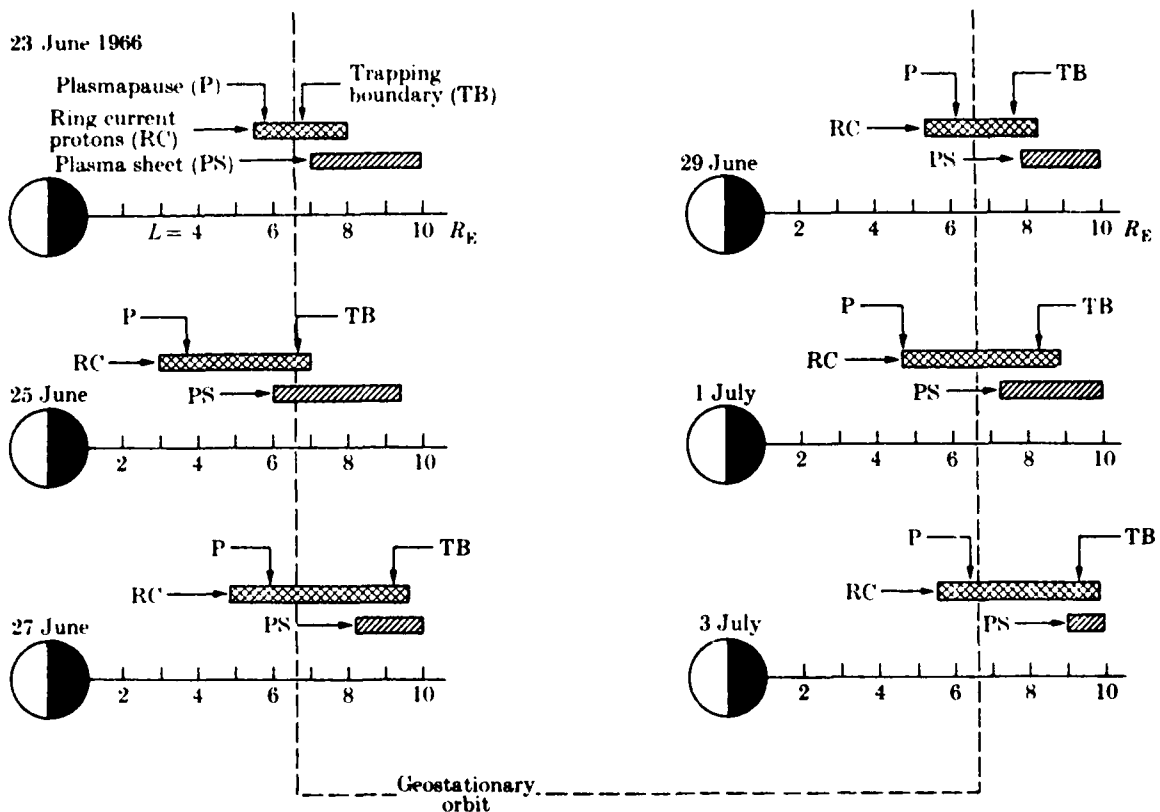 23 June 1966
Plasmapause (P)
Trapping
boundary (TB)
Ring current
protons (RC)
Plasma sheet (PS)
L = 4
2
6
8
10
R_E
P
TB
RC
PS
29 June
2
4
6
8
10
R_E
P
TB
RC
PS
25 June
2
4
6
8
10
P
TB
RC
PS
1 July
2
4
6
8
10
P
TB
RC
PS
27 June
2
4
6
8
10
P
TB
RC
PS
3 July
2
4
6
8
10
Geostationary
orbit